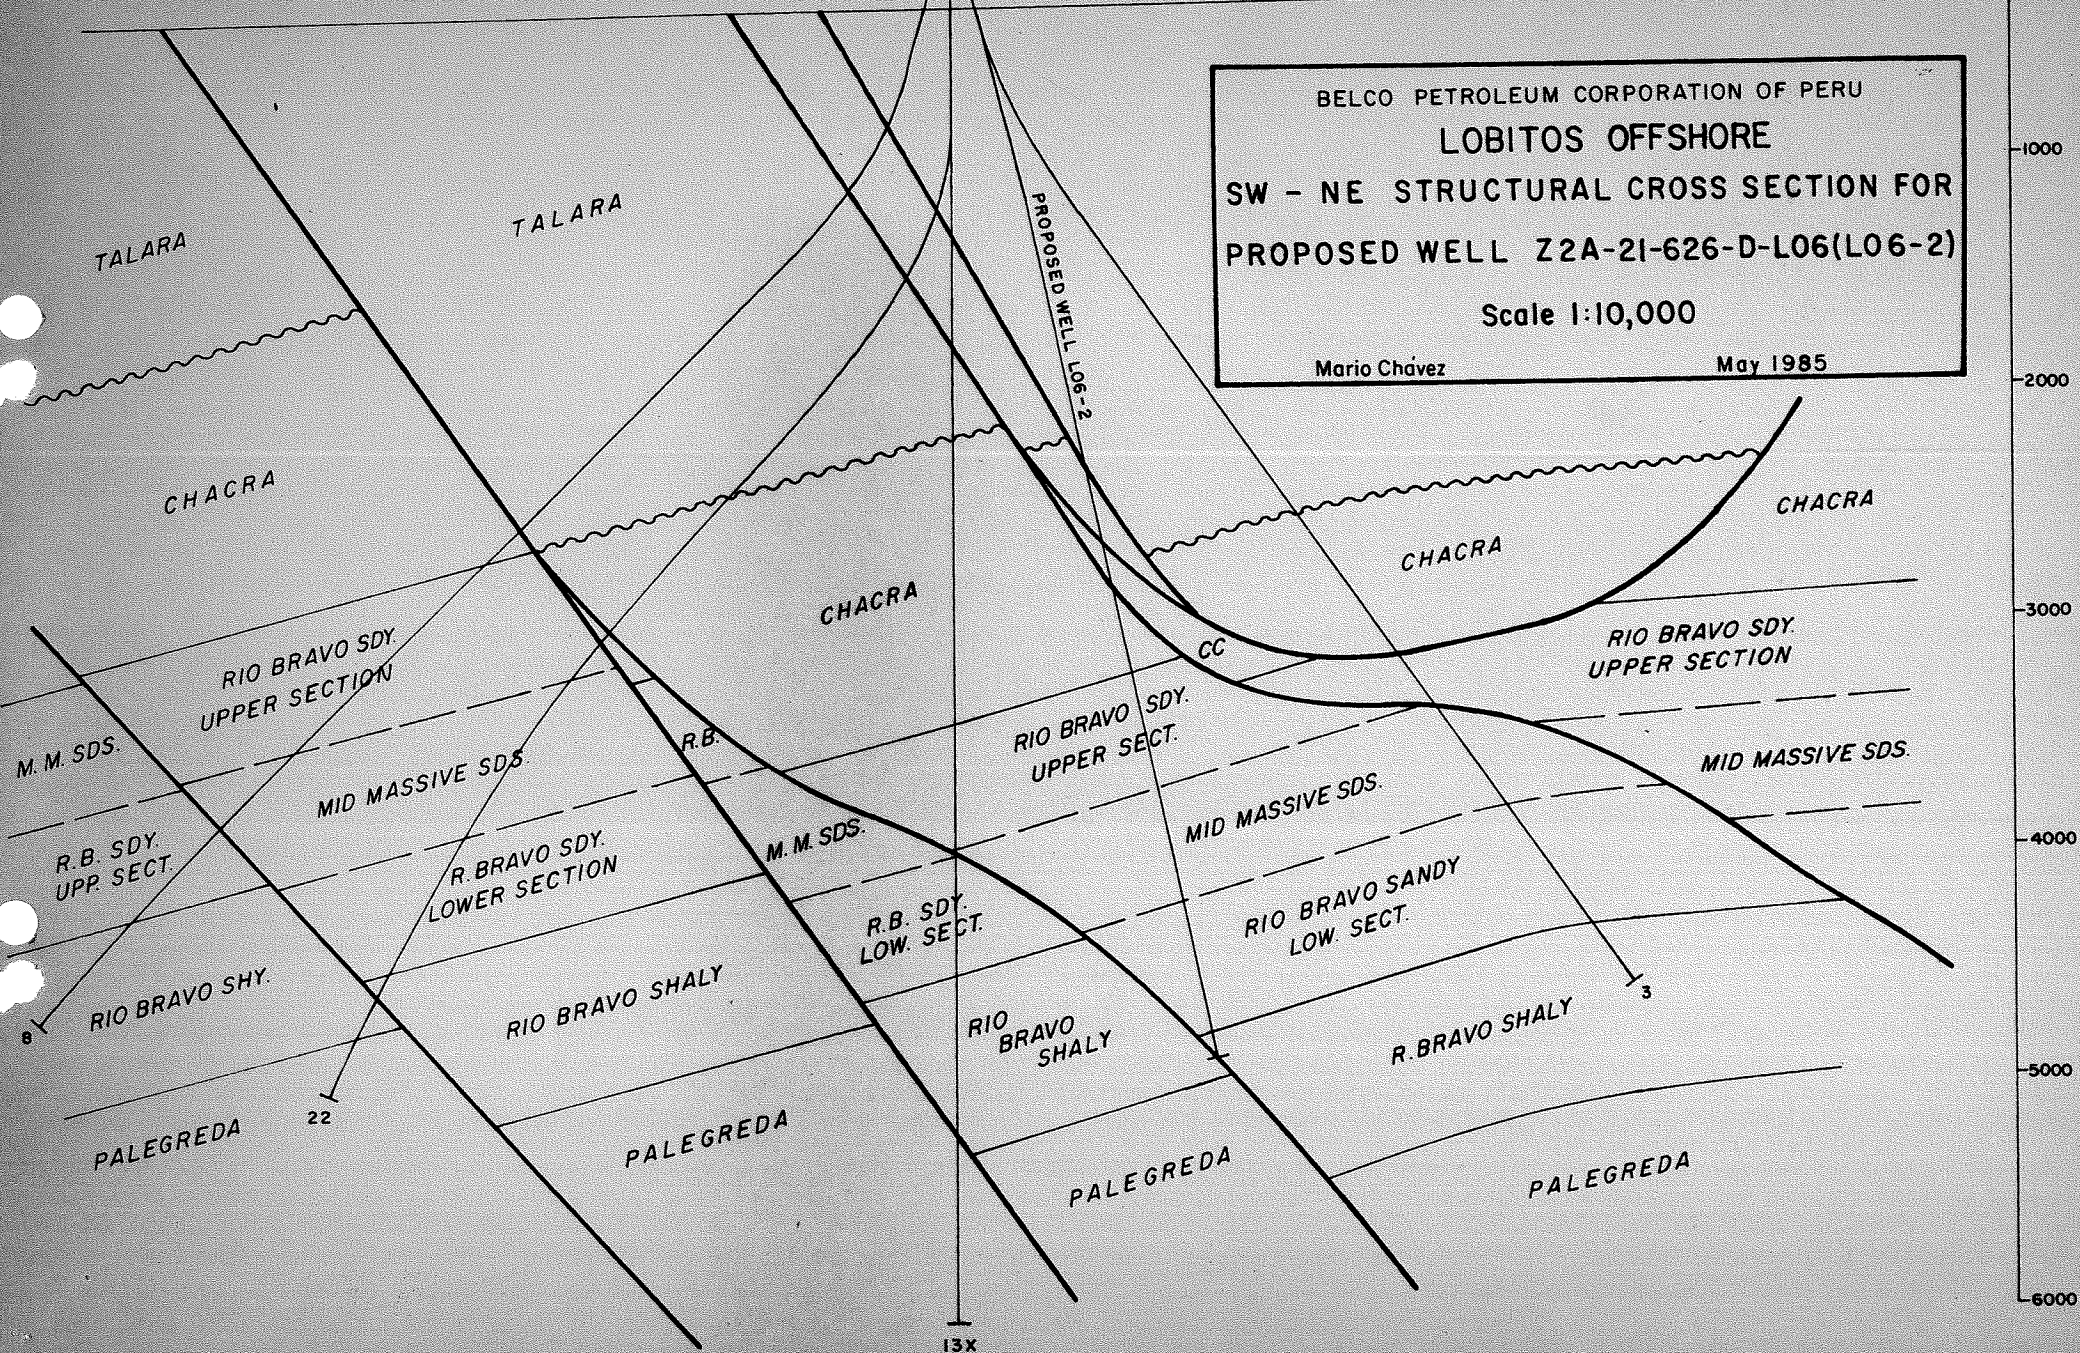 BELCO PETROLEUM CORPORATION OF PERU
LOBITOS OFFSHORE
SW - NE STRUCTURAL CROSS SECTION FOR
PROPOSED WELL Z2A-21-626-D-LO6(LO6-2)
Scale 1:10,000
Mario Chávez May 1985
1000
2000
3000
4000
5000
6000
TALARA
TALARA
PROPOSED WELL LO6-2
CHACRA
CHACRA
CHACRA
CHACRA
RIO BRAVO SDY.
UPPER SECTION
M. M. SDS.
R.B. SDY.
UPP. SECT.
RIO BRAVO SHY.
8
PALEGREDA
22
MID MASSIVE SDS
R. BRAVO SDY.
LOWER SECTION
RIO BRAVO SHALY
PALEGREDA
R.B.
M. M. SDS.
R.B. SDY.
LOW. SECT.
RIO
BRAVO
SHALY
PALEGREDA
13X
CC
RIO BRAVO SDY.
UPPER SECT.
MID MASSIVE SDS.
RIO BRAVO SANDY
LOW. SECT.
R. BRAVO SHALY
PALEGREDA
3
RIO BRAVO SDY.
UPPER SECTION
MID MASSIVE SDS.